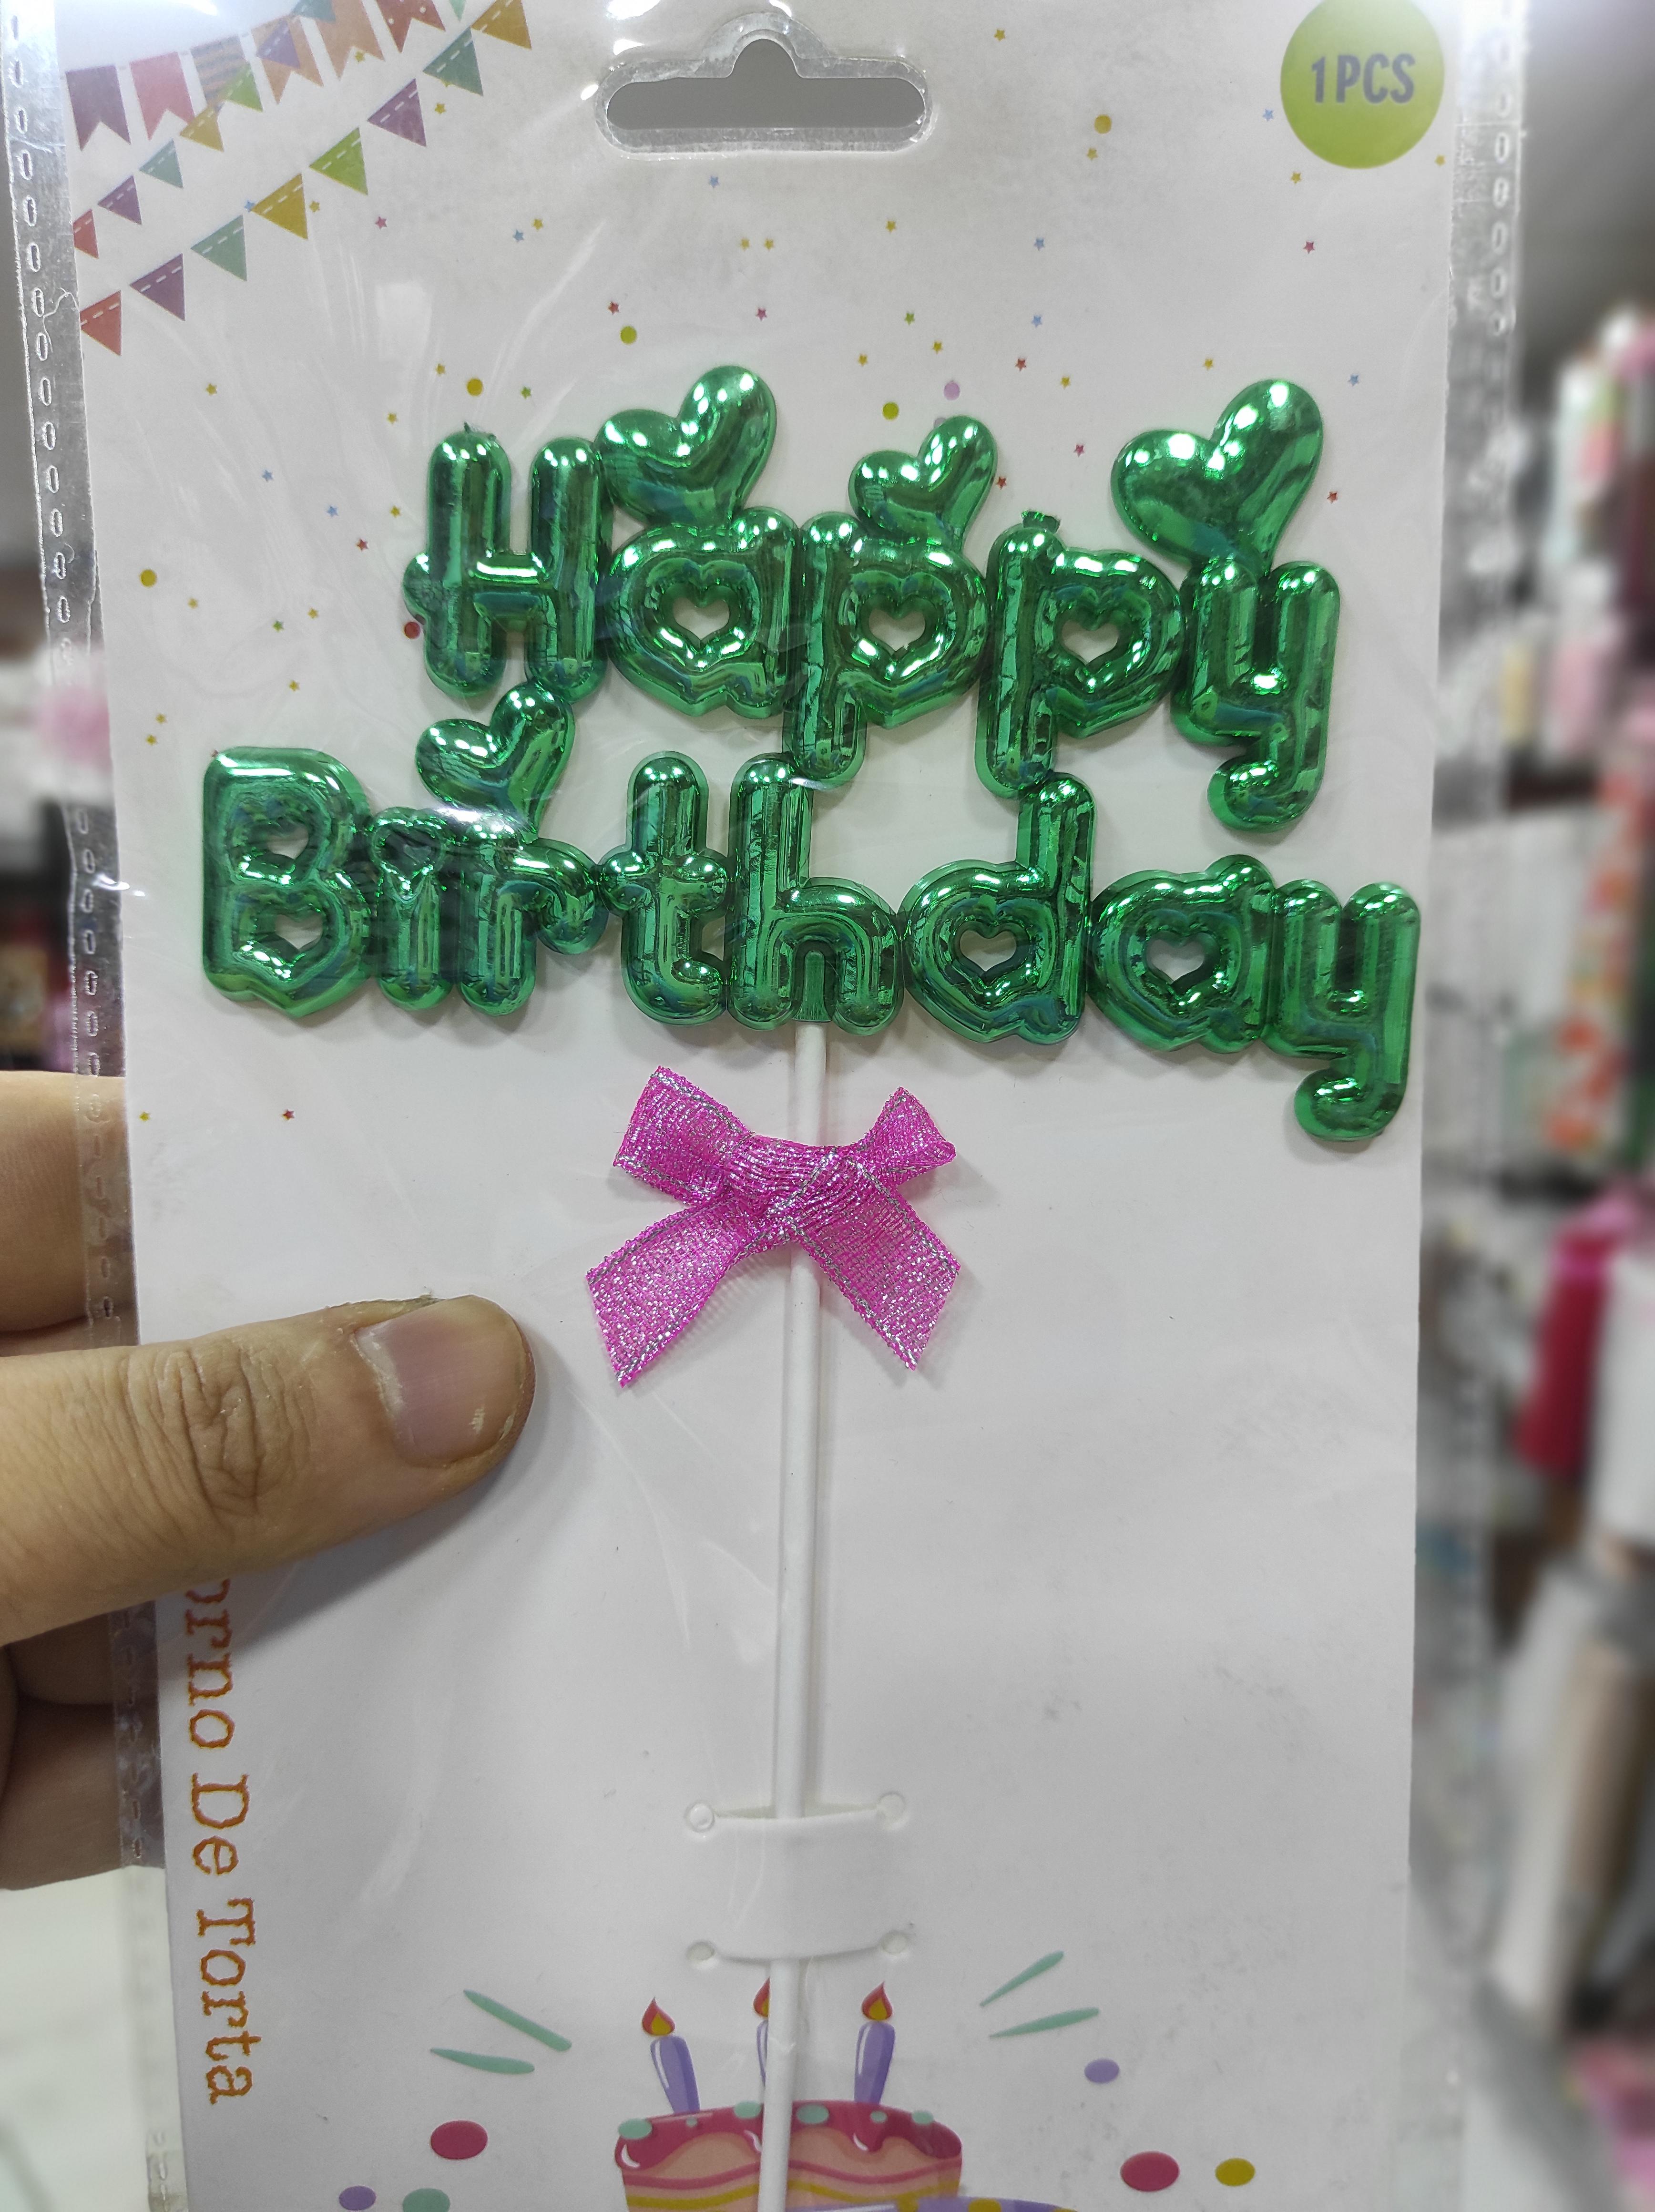 1PCS
Happy
Birthday
De Torta